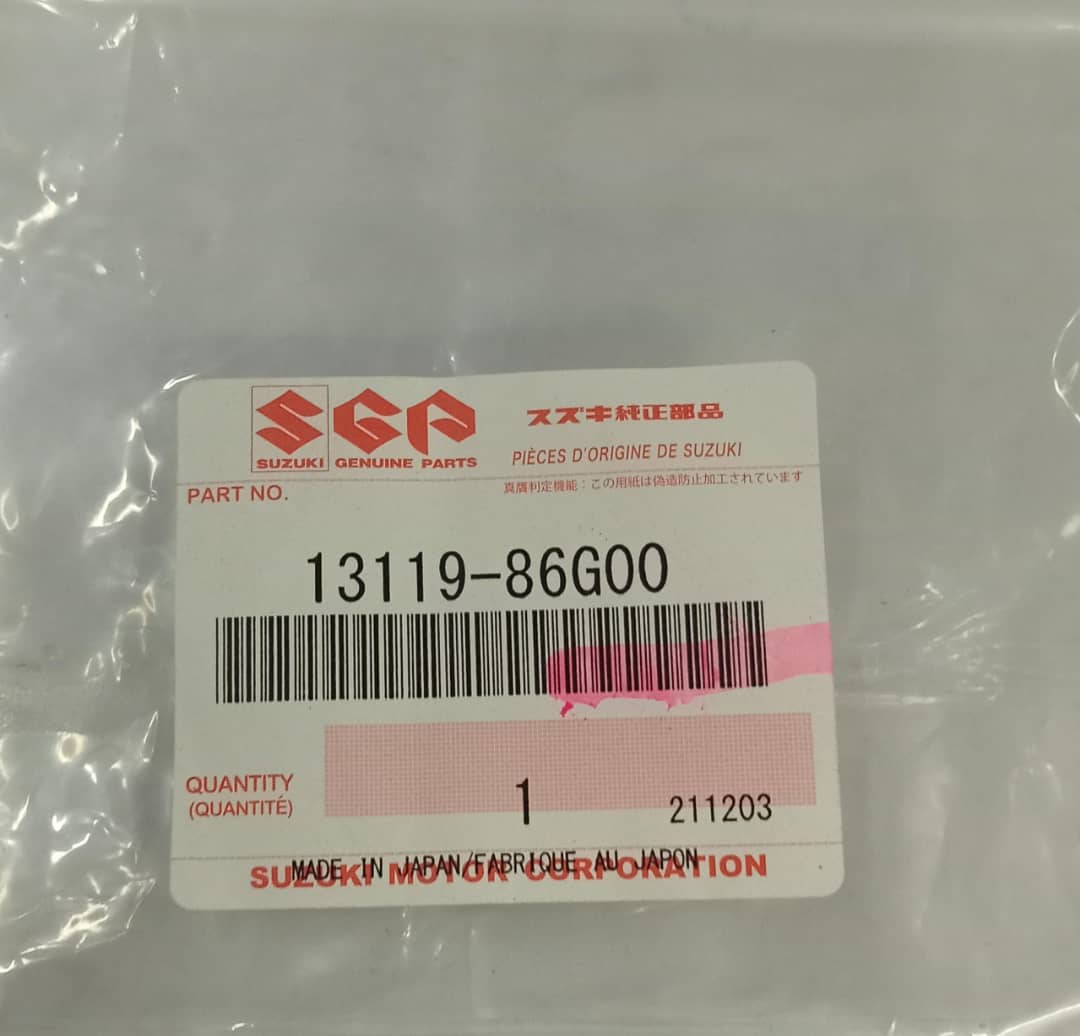 SGP
SUZUKI GENUINE PARTS
スズキ純正部品
PIÈCES D'ORIGINE DE SUZUKI
PART NO.
真贋判定機能：この用紙は偽造防止加工されています
13119-86G00
QUANTITY
(QUANTITÉ)
1
211203
MADE IN JAPAN/FABRIQUE AU JAPON
SUZUKI MOTOR CORPORATION